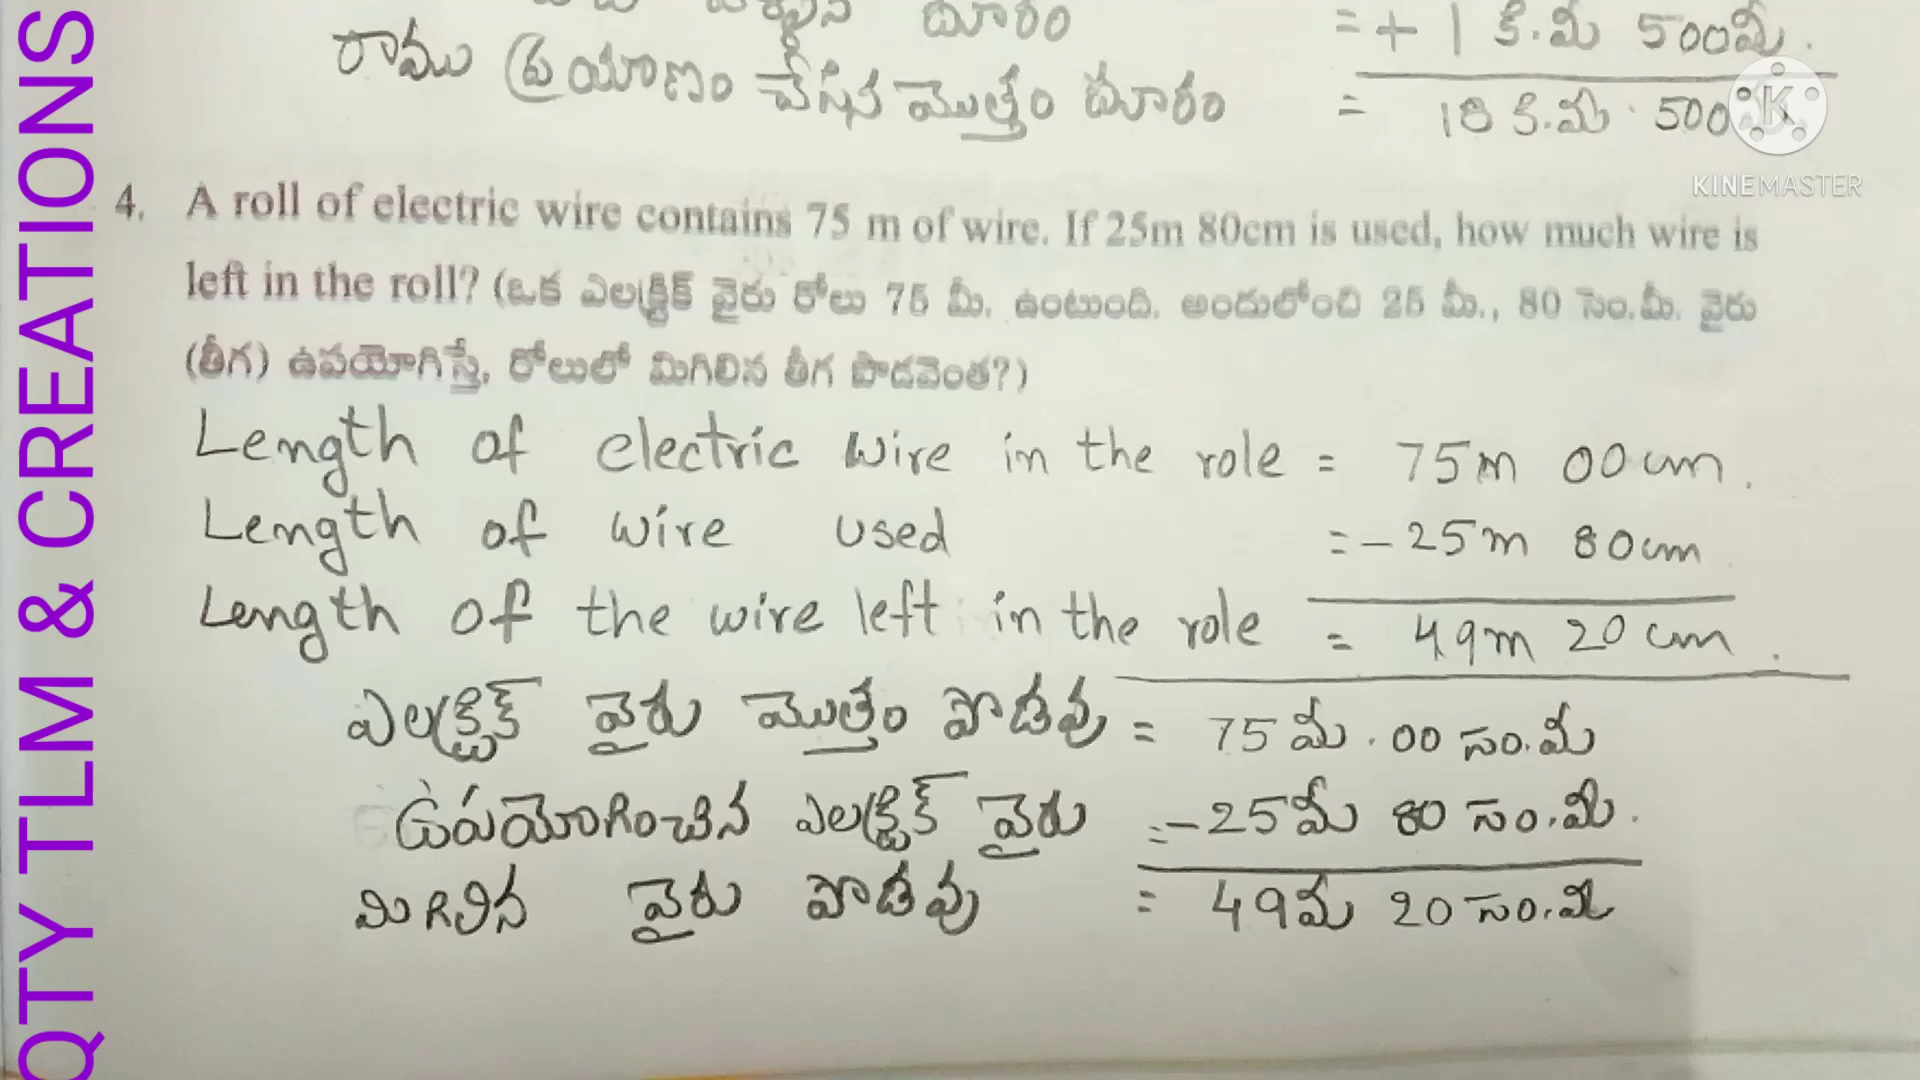 దూరం = + 1 కి.మీ 500మీ.
రాము ప్రయాణం చేసిన మొత్తం దూరం = 18 కి.మీ. 500
KINEMASTER
4. A roll of electric wire contains 75 m of wire. If 25m 80cm is used, how much wire is
left in the roll? (ఒక ఎలక్ట్రిక్ వైరు రోలు 75 మీ. ఉంటుంది. అందులోంచి 25 మీ., 80 సెం.మీ. వైరు
(తీగ) ఉపయోగిస్తే, రోలులో మిగిలిన తీగ పొడవెంత?)
Length of electric wire in the role = 75m 00cm.
Length of wire used = - 25m 80cm
Length of the wire left in the role = 49m 20cm.
ఎలక్ట్రిక్ వైరు మొత్తం పొడవు = 75మీ. 00 సం.మీ
ఉపయోగించిన ఎలక్ట్రిక్ వైరు = - 25మీ 80 సం.మీ.
మిగిలిన వైరు పొడవు = 49మీ 20 సం.మీ
QTY TLM & CREATIONS